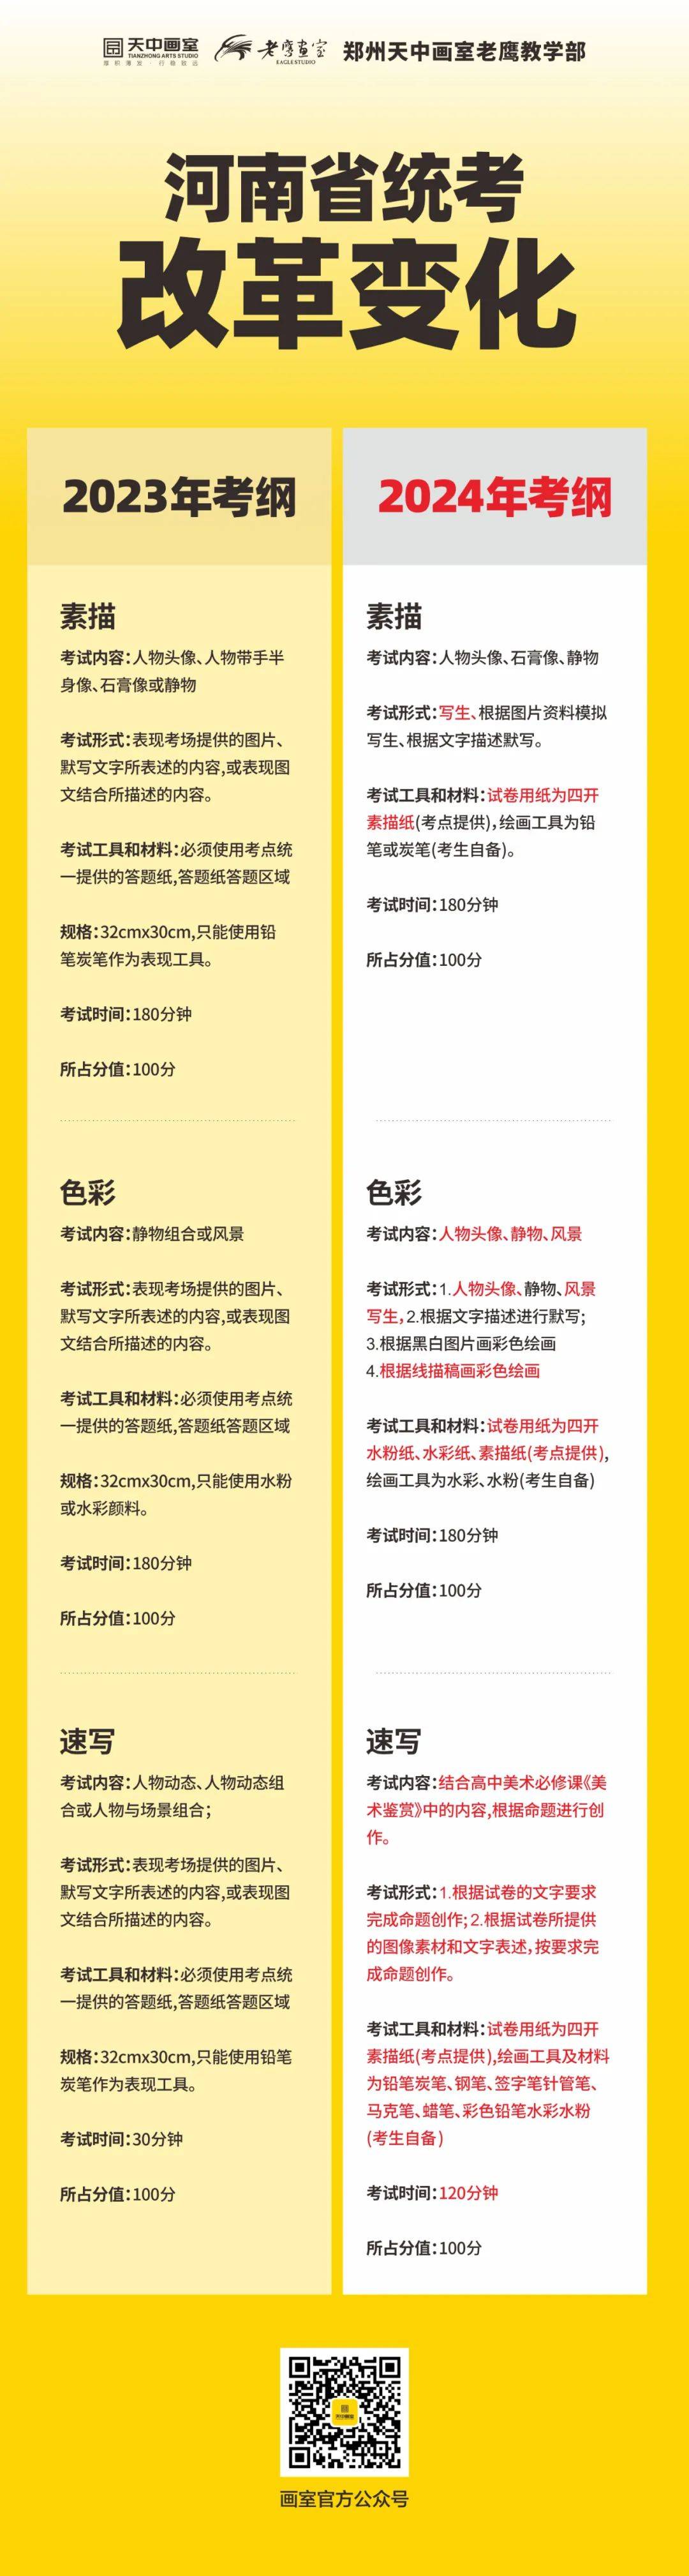 天中画室
TIANZHONG ARTS STUDIO
老鹰画室
EAGLE STUDIO
郑州天中画室老鹰教学部
河南省统考
改革变化
2023年考纲
素描
考试内容:人物头像、人物带手半
身像、石膏像或静物
考试形式:表现考场提供的图片、
默写文字所表述的内容,或表现图
文结合所描述的内容。
考试工具和材料:必须使用考点统
一提供的答题纸,答题纸答题区域
规格:32cmx30cm,只能使用铅
笔炭笔作为表现工具。
考试时间:180分钟
所占分值:100分
色彩
考试内容:静物组合或风景
考试形式:表现考场提供的图片、
默写文字所表述的内容,或表现图
文结合所描述的内容。
考试工具和材料:必须使用考点统
一提供的答题纸,答题纸答题区域
规格:32cmx30cm,只能使用水粉
或水彩颜料。
考试时间:180分钟
所占分值:100分
速写
考试内容:人物动态、人物动态组
合或人物与场景组合;
考试形式:表现考场提供的图片、
默写文字所表述的内容,或表现图
文结合所描述的内容。
考试工具和材料:必须使用考点统
一提供的答题纸,答题纸答题区域
规格:32cmx30cm,只能使用铅笔
炭笔作为表现工具。
考试时间:30分钟
所占分值:100分
2024年考纲
素描
考试内容:人物头像、石膏像、静物
考试形式:写生、根据图片资料模拟
写生、根据文字描述默写。
考试工具和材料:试卷用纸为四开
素描纸(考点提供),绘画工具为铅
笔或炭笔(考生自备)。
考试时间:180分钟
所占分值:100分
色彩
考试内容:人物头像、静物、风景
考试形式:1.人物头像、静物、风景
写生,2.根据文字描述进行默写;
3.根据黑白图片画彩色绘画
4.根据线描稿画彩色绘画
考试工具和材料:试卷用纸为四开
水粉纸、水彩纸、素描纸(考点提供),
绘画工具为水彩、水粉(考生自备)
考试时间:180分钟
所占分值:100分
速写
考试内容:结合高中美术必修课《美
术鉴赏》中的内容,根据命题进行创
作。
考试形式:1.根据试卷的文字要求
完成命题创作;2.根据试卷所提供
的图像素材和文字表述,按要求完
成命题创作。
考试工具和材料:试卷用纸为四开
素描纸(考点提供),绘画工具及材料
为铅笔炭笔、钢笔、签字笔针管笔、
马克笔、蜡笔、彩色铅笔水彩水粉
(考生自备)
考试时间:120分钟
所占分值:100分
画室官方公众号